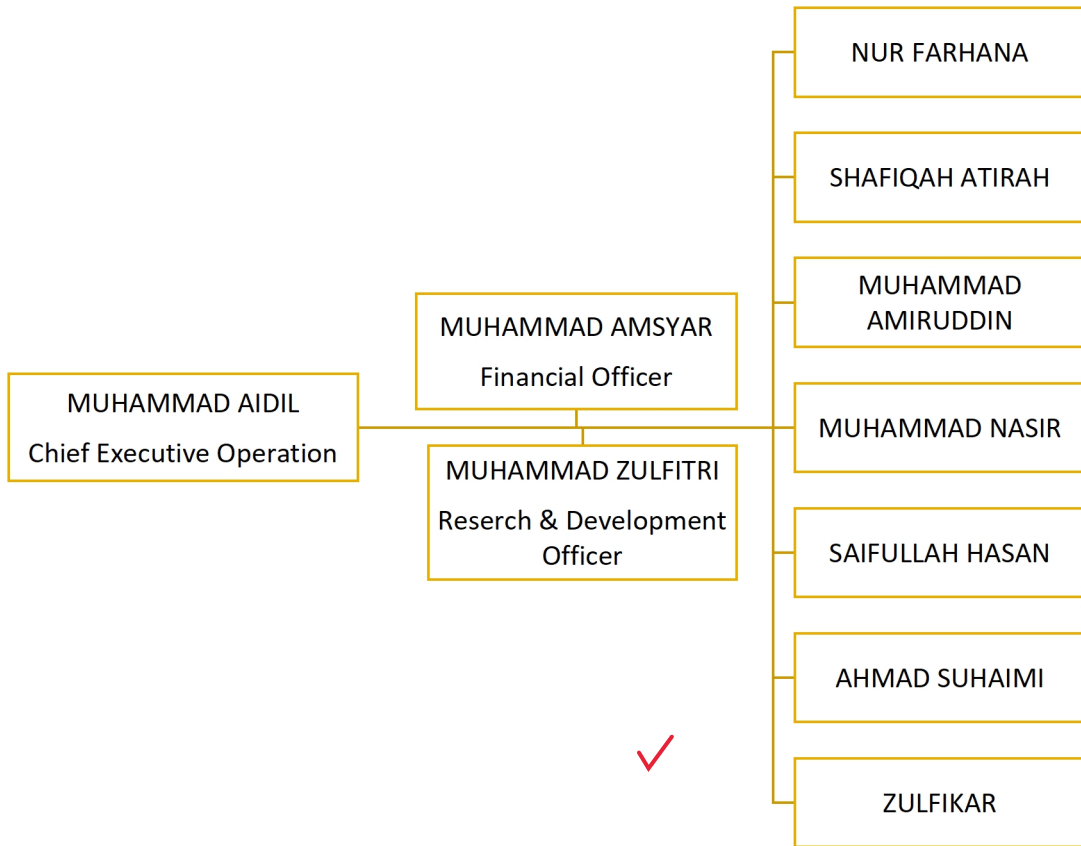 MUHAMMAD AIDIL
Chief Executive Operation
MUHAMMAD AMSYAR
Financial Officer
MUHAMMAD ZULFITRI
Reserch & Development
Officer
NUR FARHANA
SHAFIQAH ATIRAH
MUHAMMAD
AMIRUDDIN
MUHAMMAD NASIR
SAIFULLAH HASAN
AHMAD SUHAIMI
ZULFIKAR